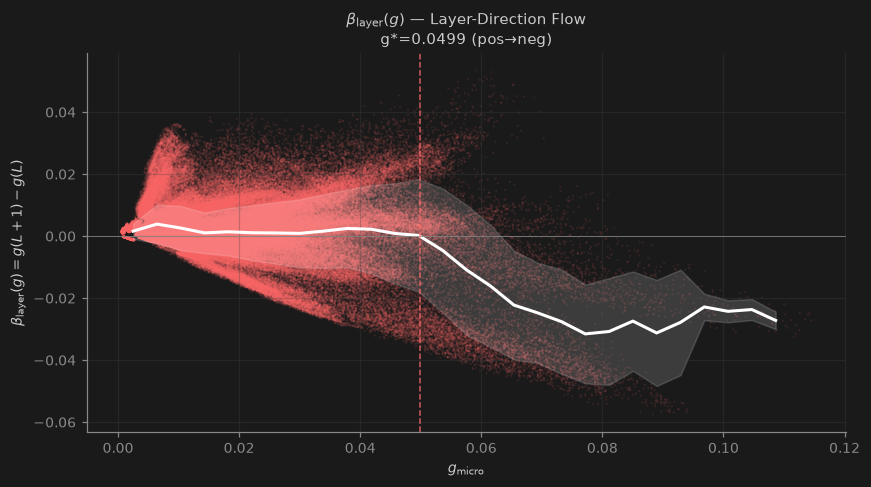 β_layer(g) — Layer-Direction Flow
g*=0.0499 (pos→neg)
β_layer(g) = g(L + 1) − g(L)
0.04
0.02
0.00
−0.02
−0.04
−0.06
0.00 0.02 0.04 0.06 0.08 0.10 0.12
g_micro